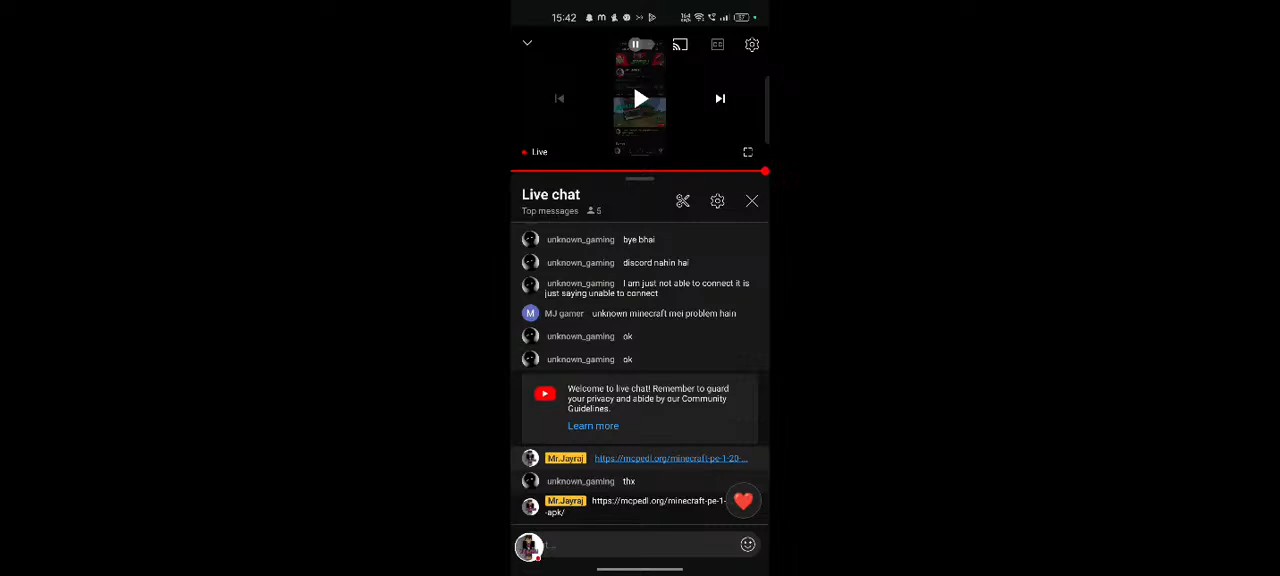 15:42
57
Live
Live chat
Top messages 5
unknown_gaming bye bhai
unknown_gaming discord nahin hai
unknown_gaming I am just not able to connect it is
just saying unable to connect
MJ gamer unknown minecraft mei problem hain
unknown_gaming ok
unknown_gaming ok
Welcome to live chat! Remember to guard
your privacy and abide by our Community
Guidelines.
Learn more
Mr.Jayraj https://mcpedl.org/minecraft-pe-1-20-...
unknown_gaming thx
Mr.Jayraj https://mcpedl.org/minecraft-pe-1-
-apk/